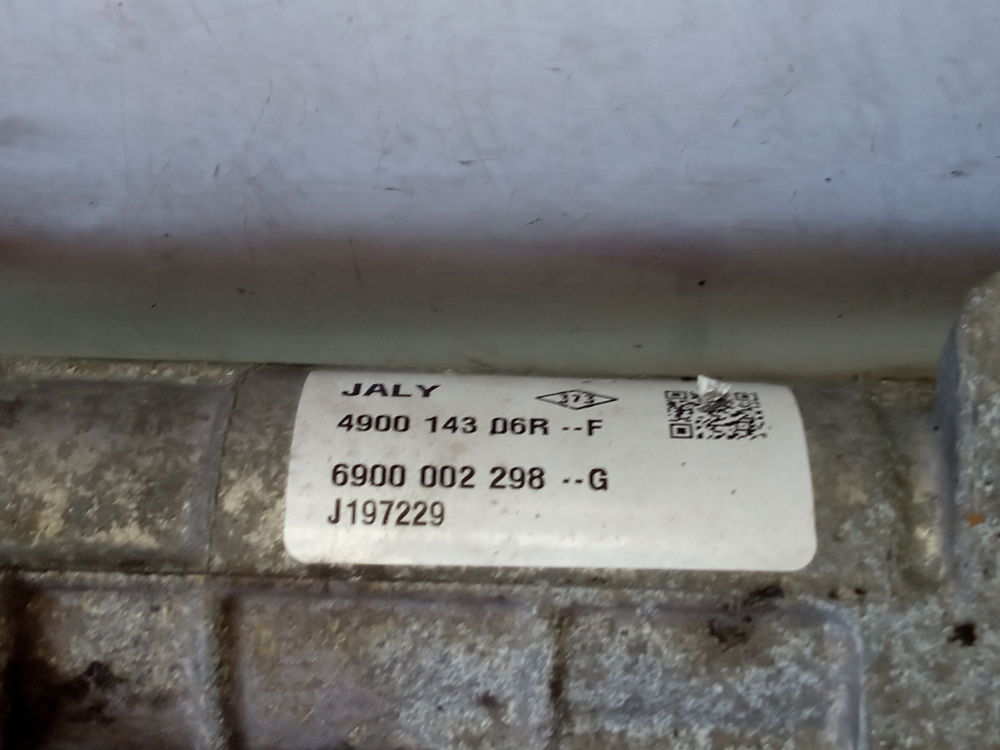 JALY
373
4900 143 06R --F
6900 002 298 --G
J197229